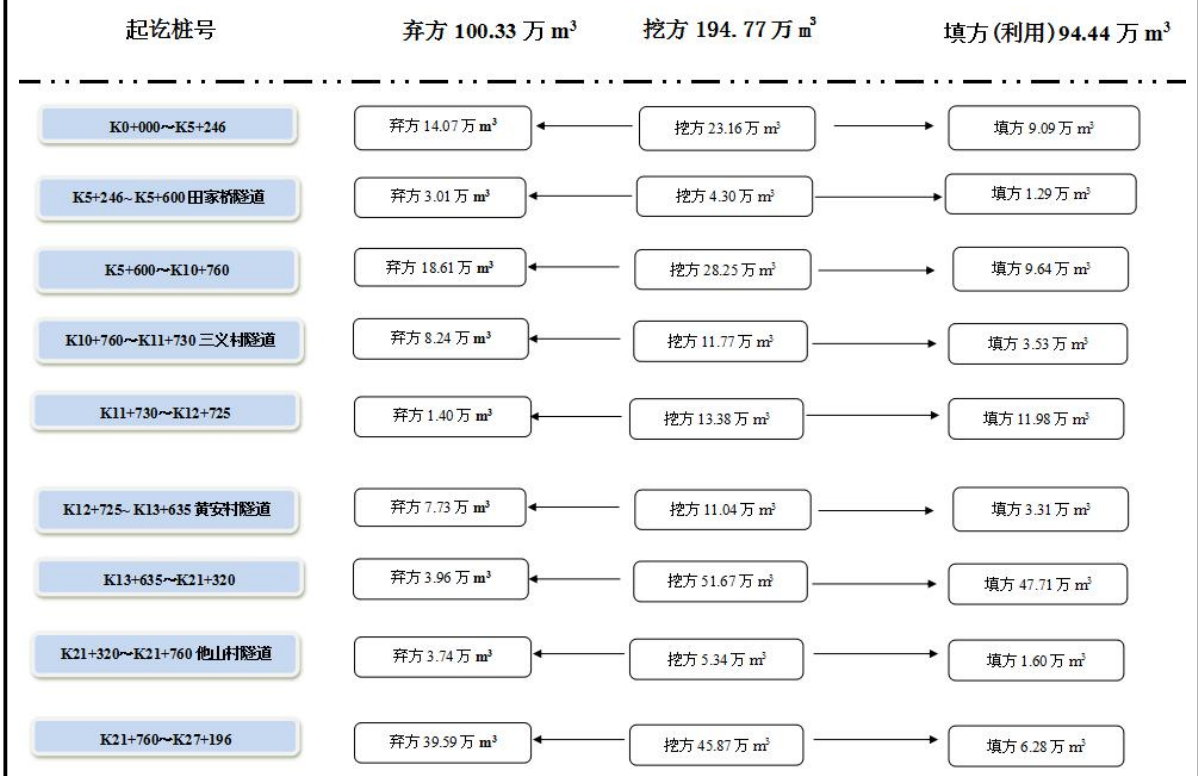 起讫桩号 弃方 100.33 万 m³ 挖方 194.77 万 m³ 填方(利用)94.44 万 m³
K0+000～K5+246 弃方 14.07 万 m³ 挖方 23.16 万 m³ 填方 9.09 万 m³
K5+246~K5+600 田家桥隧道 弃方 3.01 万 m³ 挖方 4.30 万 m³ 填方 1.29 万 m³
K5+600～K10+760 弃方 18.61 万 m³ 挖方 28.25 万 m³ 填方 9.64 万 m³
K10+760～K11+730 三义村隧道 弃方 8.24 万 m³ 挖方 11.77 万 m³ 填方 3.53 万 m³
K11+730～K12+725 弃方 1.40 万 m³ 挖方 13.38 万 m³ 填方 11.98 万 m³
K12+725~K13+635 黄安村隧道 弃方 7.73 万 m³ 挖方 11.04 万 m³ 填方 3.31 万 m³
K13+635～K21+320 弃方 3.96 万 m³ 挖方 51.67 万 m³ 填方 47.71 万 m³
K21+320～K21+760 他山村隧道 弃方 3.74 万 m³ 挖方 5.34 万 m³ 填方 1.60 万 m³
K21+760～K27+196 弃方 39.59 万 m³ 挖方 45.87 万 m³ 填方 6.28 万 m³